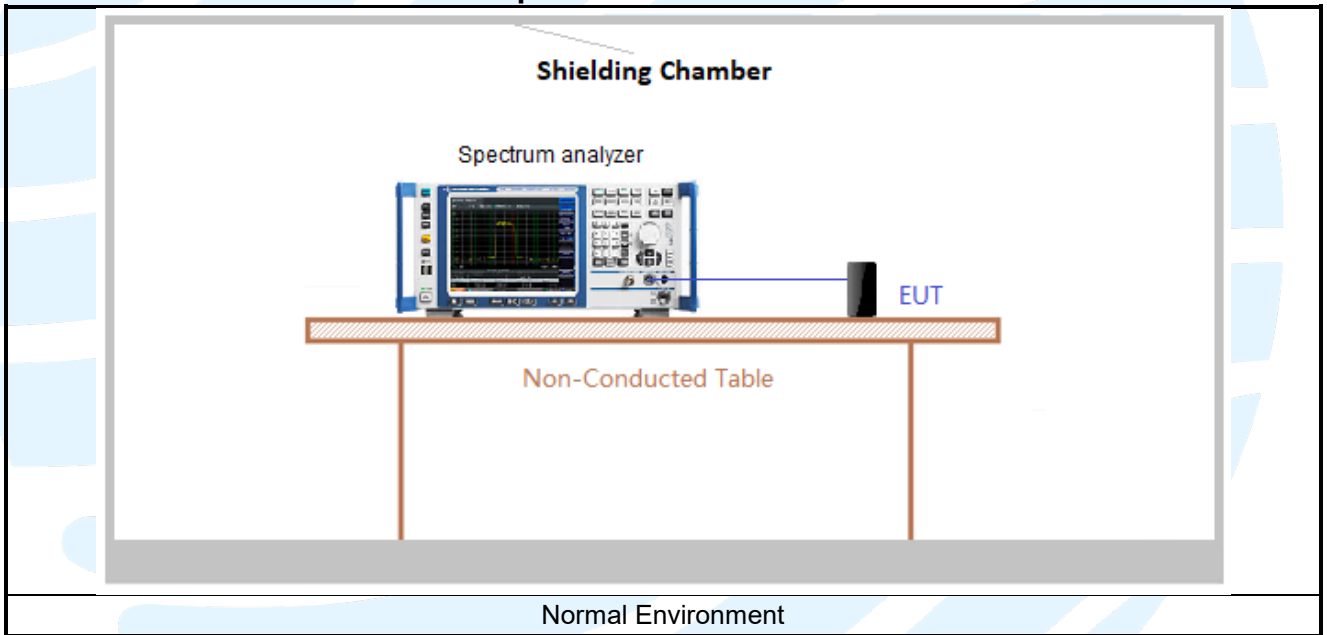 Shielding Chamber
Spectrum analyzer
EUT
Non-Conducted Table
Normal Environment